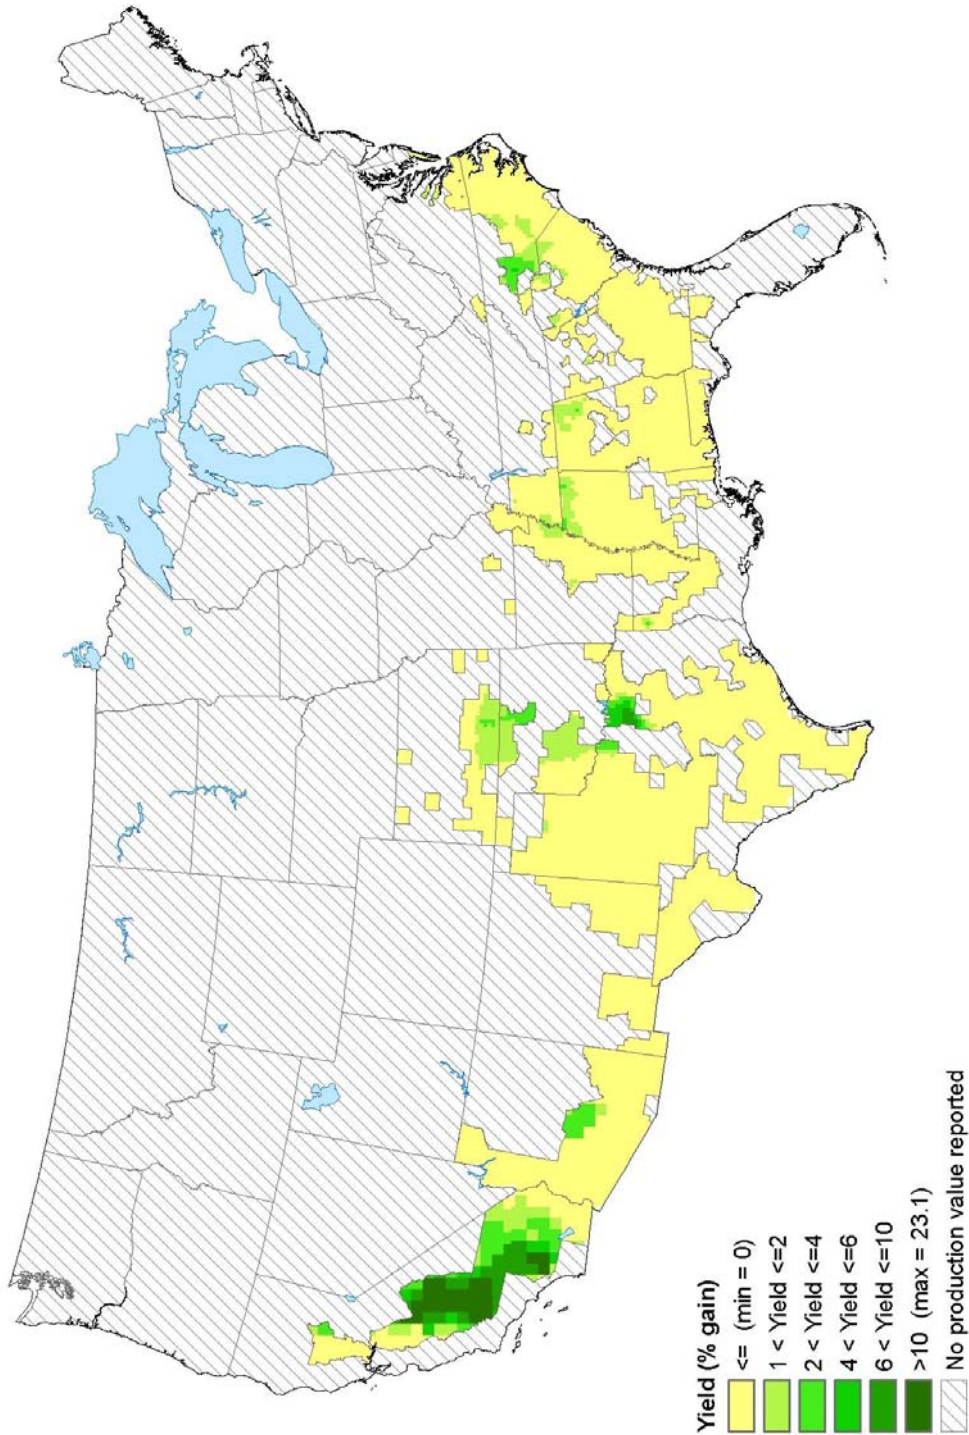 Yield (% gain)
<= (min = 0)
1 < Yield <=2
2 < Yield <=4
4 < Yield <=6
6 < Yield <=10
>10 (max = 23.1)
No production value reported